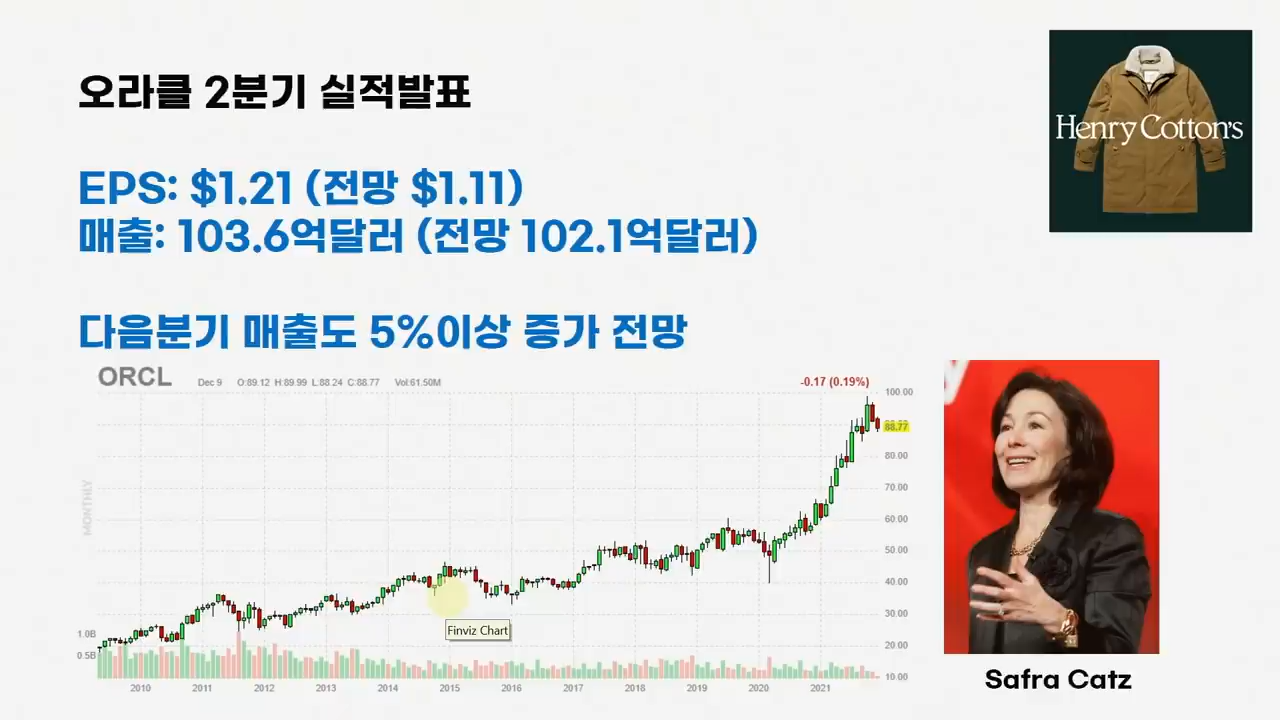 오라클 2분기 실적발표
Henry Cotton's
EPS: $1.21 (전망 $1.11)
매출: 103.6억달러 (전망 102.1억달러)
다음분기 매출도 5%이상 증가 전망
ORCL Dec 9 O:89.12 H:89.99 L:88.24 C:88.77 Vol:61.50M -0.17 (0.19%)
100.00
88.77
80.00
70.00
60.00
50.00
40.00
30.00
20.00
10.00
MONTHLY
1.0B
0.5B
Finviz Chart
2010 2011 2012 2013 2014 2015 2016 2017 2018 2019 2020 2021
Safra Catz